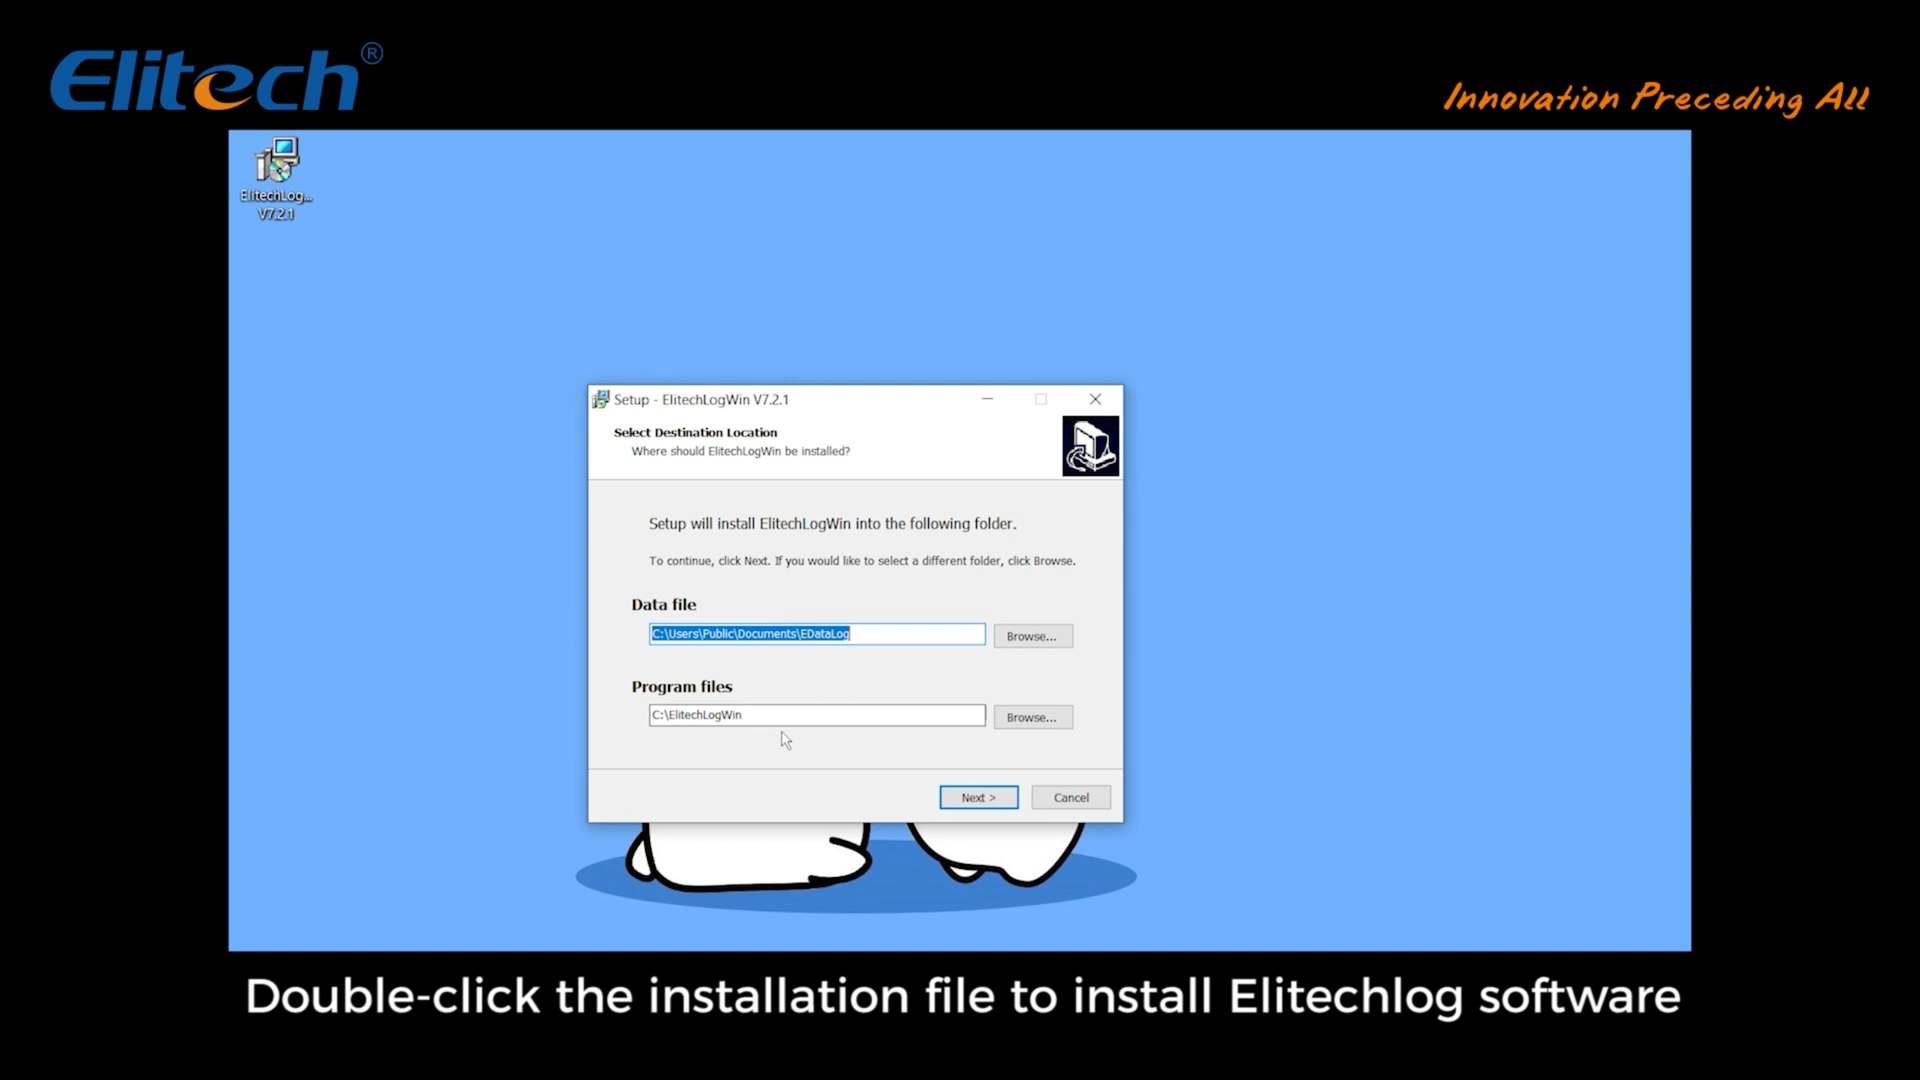 Elitech®
Innovation Preceding All
ElitechLog...
V7.2.1
Setup - ElitechLogWin V7.2.1
Select Destination Location
Where should ElitechLogWin be installed?
Setup will install ElitechLogWin into the following folder.
To continue, click Next. If you would like to select a different folder, click Browse.
Data file
C:\Users\Public\Documents\EDataLog
Browse...
Program files
C:\ElitechLogWin
Browse...
Next >
Cancel
Double-click the installation file to install Elitechlog software